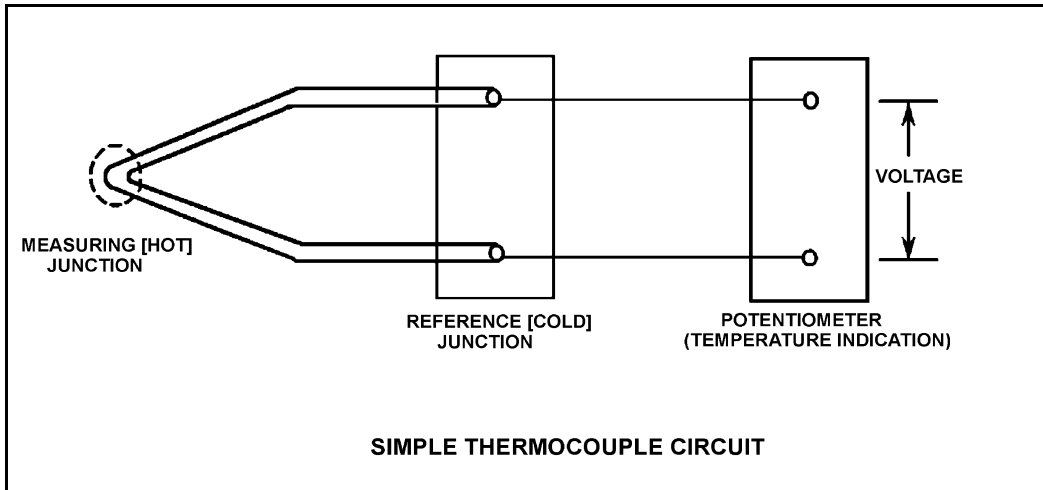 VOLTAGE
MEASURING [HOT]
JUNCTION
REFERENCE [COLD]
JUNCTION
POTENTIOMETER
(TEMPERATURE INDICATION)
SIMPLE THERMOCOUPLE CIRCUIT